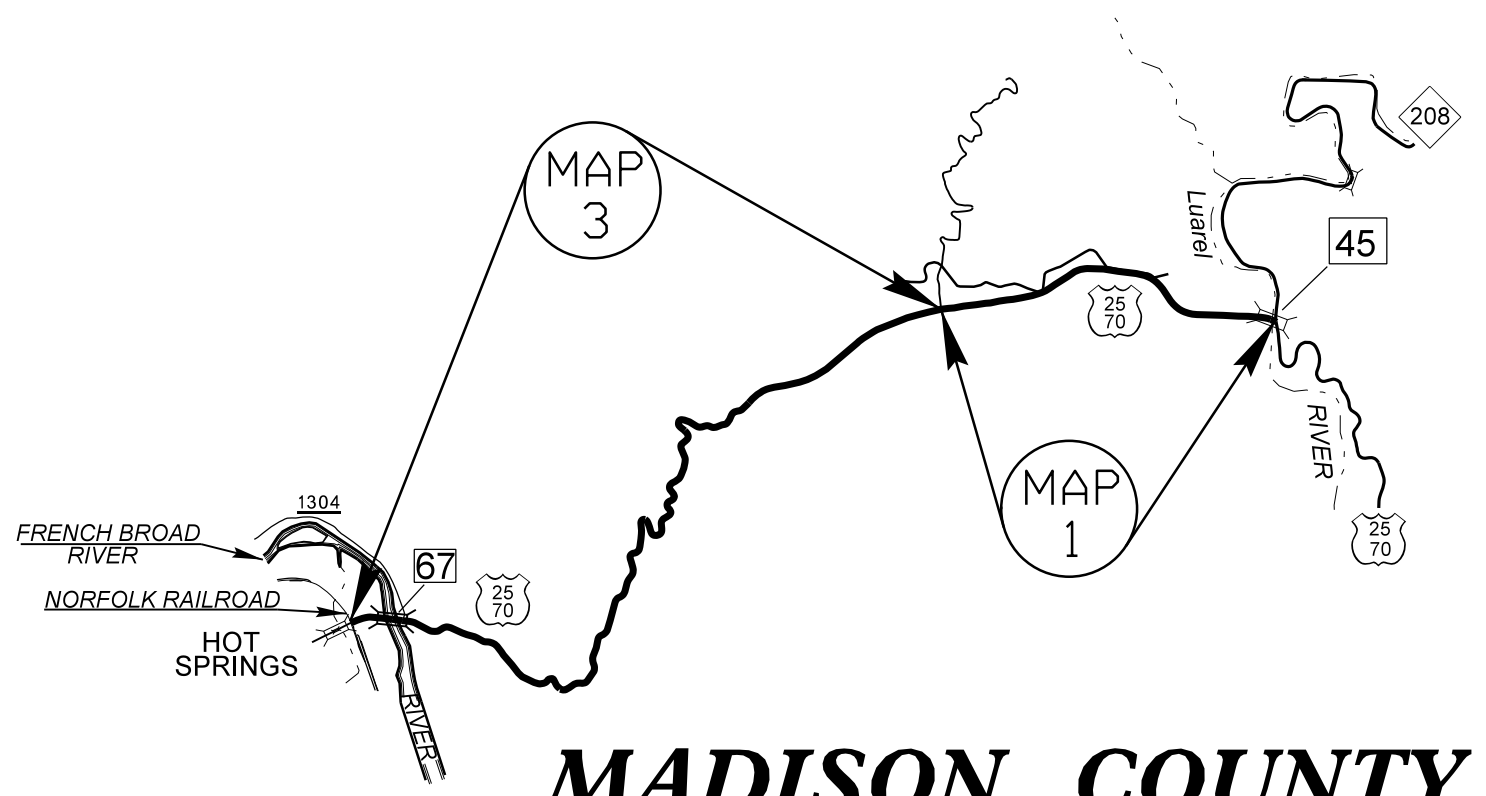 208
MAP
3
Luarel
45
25
70
MAP
1
RIVER
25
70
1304
FRENCH BROAD
RIVER
67
25
70
NORFOLK RAILROAD
HOT
SPRINGS
RIVER
MADISON COUNTY